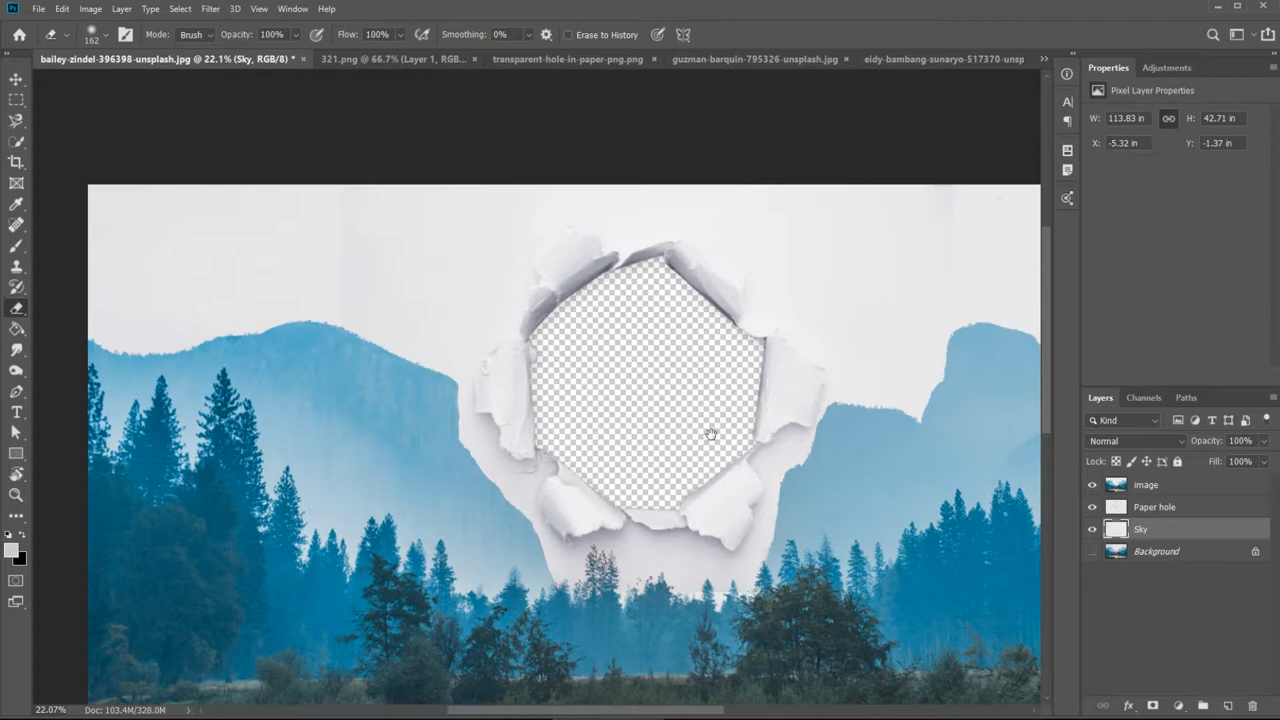 Ps File Edit Image Layer Type Select Filter 3D View Window Help
162 Mode: Brush Opacity: 100% Flow: 100% Smoothing: 0% Erase to History
bailey-zindel-396398-unsplash.jpg @ 22.1% (Sky, RGB/8) * × 321.png @ 66.7% (Layer 1, RGB... × transparent-hole-in-paper-png.png × guzman-barquin-795326-unsplash.jpg × eidy-bambang-sunaryo-517370-unsp
Properties Adjustments
Pixel Layer Properties
W: 113.83 in H: 42.71 in
X: -5.32 in Y: -1.37 in
Layers Channels Paths
Kind
Normal Opacity: 100%
Lock: Fill: 100%
image
Paper hole
Sky
Background
22.07% Doc: 103.4M/328.0M